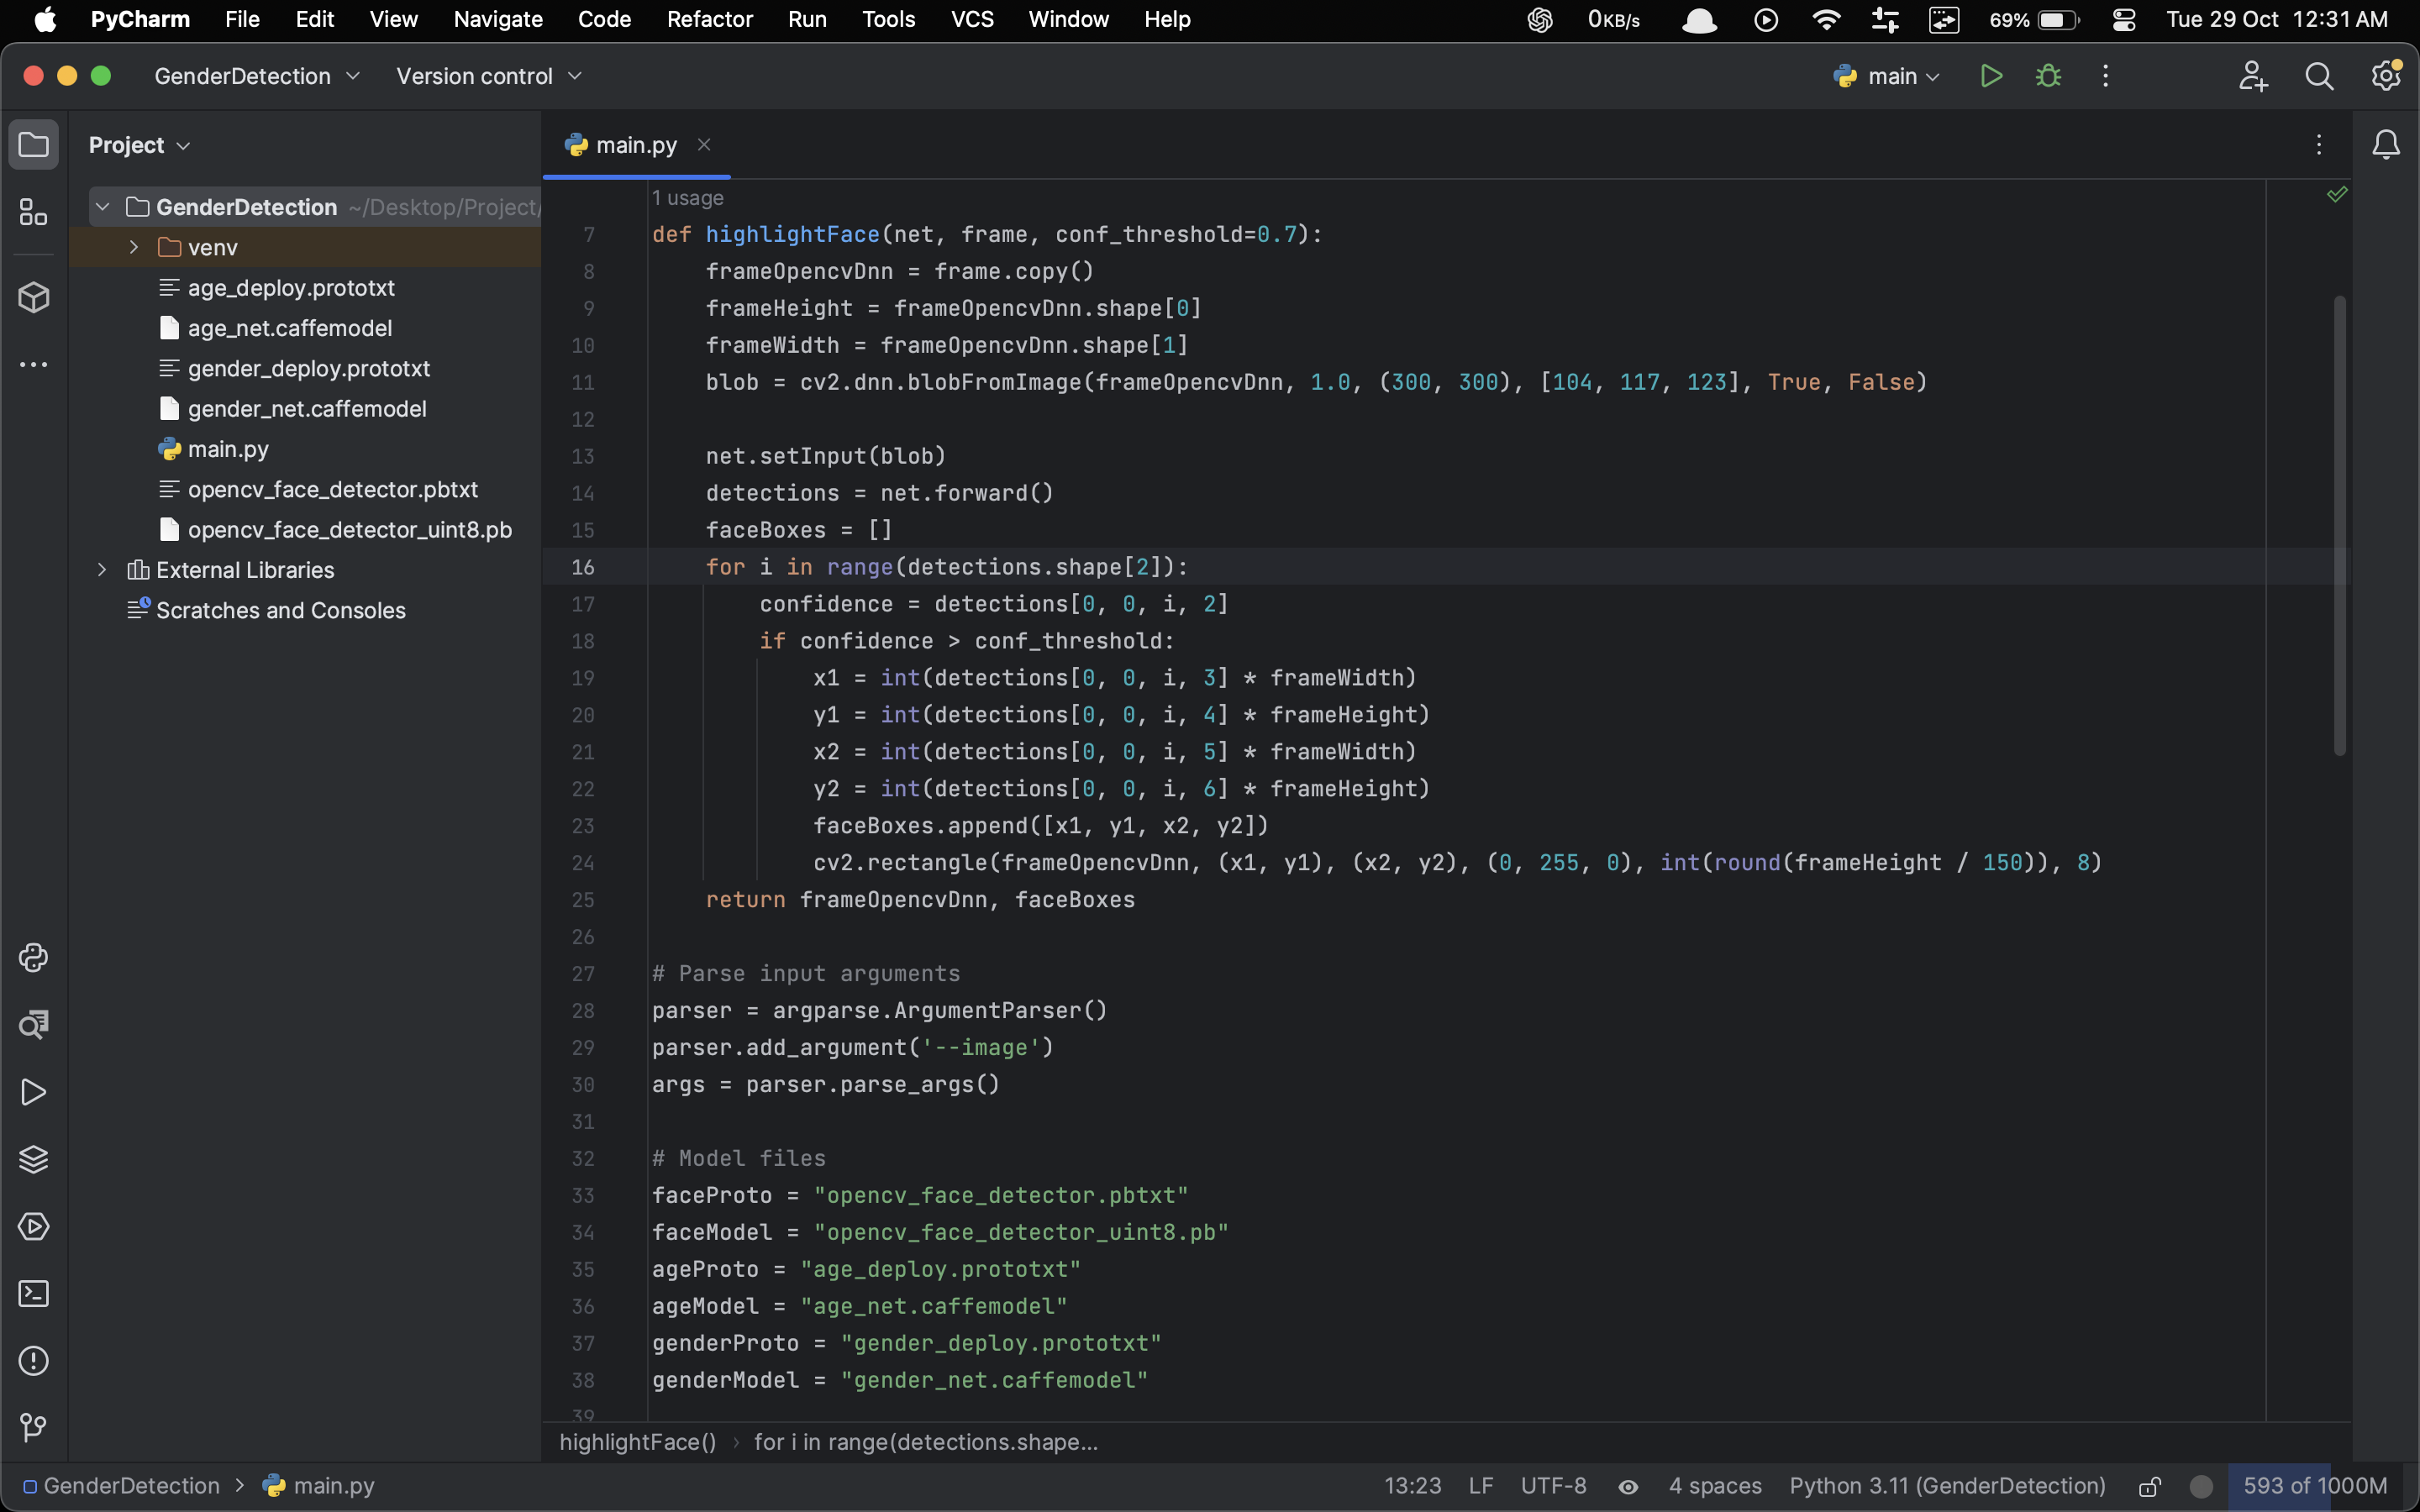 PyCharm File Edit View Navigate Code Refactor Run Tools VCS Window Help 0KB/s 69% Tue 29 Oct 12:31 AM
GenderDetection Version control main
Project
GenderDetection ~/Desktop/Project/
venv
age_deploy.prototxt
age_net.caffemodel
gender_deploy.prototxt
gender_net.caffemodel
main.py
opencv_face_detector.pbtxt
opencv_face_detector_uint8.pb
External Libraries
Scratches and Consoles
main.py
1 usage
7 def highlightFace(net, frame, conf_threshold=0.7):
8 frameOpencvDnn = frame.copy()
9 frameHeight = frameOpencvDnn.shape[0]
10 frameWidth = frameOpencvDnn.shape[1]
11 blob = cv2.dnn.blobFromImage(frameOpencvDnn, 1.0, (300, 300), [104, 117, 123], True, False)
12
13 net.setInput(blob)
14 detections = net.forward()
15 faceBoxes = []
16 for i in range(detections.shape[2]):
17 confidence = detections[0, 0, i, 2]
18 if confidence > conf_threshold:
19 x1 = int(detections[0, 0, i, 3] * frameWidth)
20 y1 = int(detections[0, 0, i, 4] * frameHeight)
21 x2 = int(detections[0, 0, i, 5] * frameWidth)
22 y2 = int(detections[0, 0, i, 6] * frameHeight)
23 faceBoxes.append([x1, y1, x2, y2])
24 cv2.rectangle(frameOpencvDnn, (x1, y1), (x2, y2), (0, 255, 0), int(round(frameHeight / 150)), 8)
25 return frameOpencvDnn, faceBoxes
26
27 # Parse input arguments
28 parser = argparse.ArgumentParser()
29 parser.add_argument('--image')
30 args = parser.parse_args()
31
32 # Model files
33 faceProto = "opencv_face_detector.pbtxt"
34 faceModel = "opencv_face_detector_uint8.pb"
35 ageProto = "age_deploy.prototxt"
36 ageModel = "age_net.caffemodel"
37 genderProto = "gender_deploy.prototxt"
38 genderModel = "gender_net.caffemodel"
39
highlightFace() › for i in range(detections.shape...
GenderDetection > main.py 13:23 LF UTF-8 4 spaces Python 3.11 (GenderDetection) 593 of 1000M